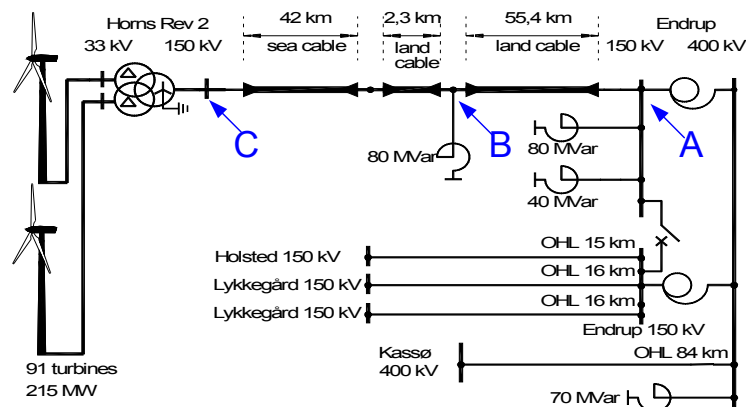 Horns Rev 2
33 kV 150 kV
42 km
sea cable
2,3 km
land
cable
55,4 km
land cable
Endrup
150 kV 400 kV
C
B
A
80 MVar
80 MVar
40 MVar
Holsted 150 kV
OHL 15 km
Lykkegård 150 kV
OHL 16 km
Lykkegård 150 kV
OHL 16 km
Endrup 150 kV
Kassø
400 kV
OHL 84 km
70 MVar
91 turbines
215 MW